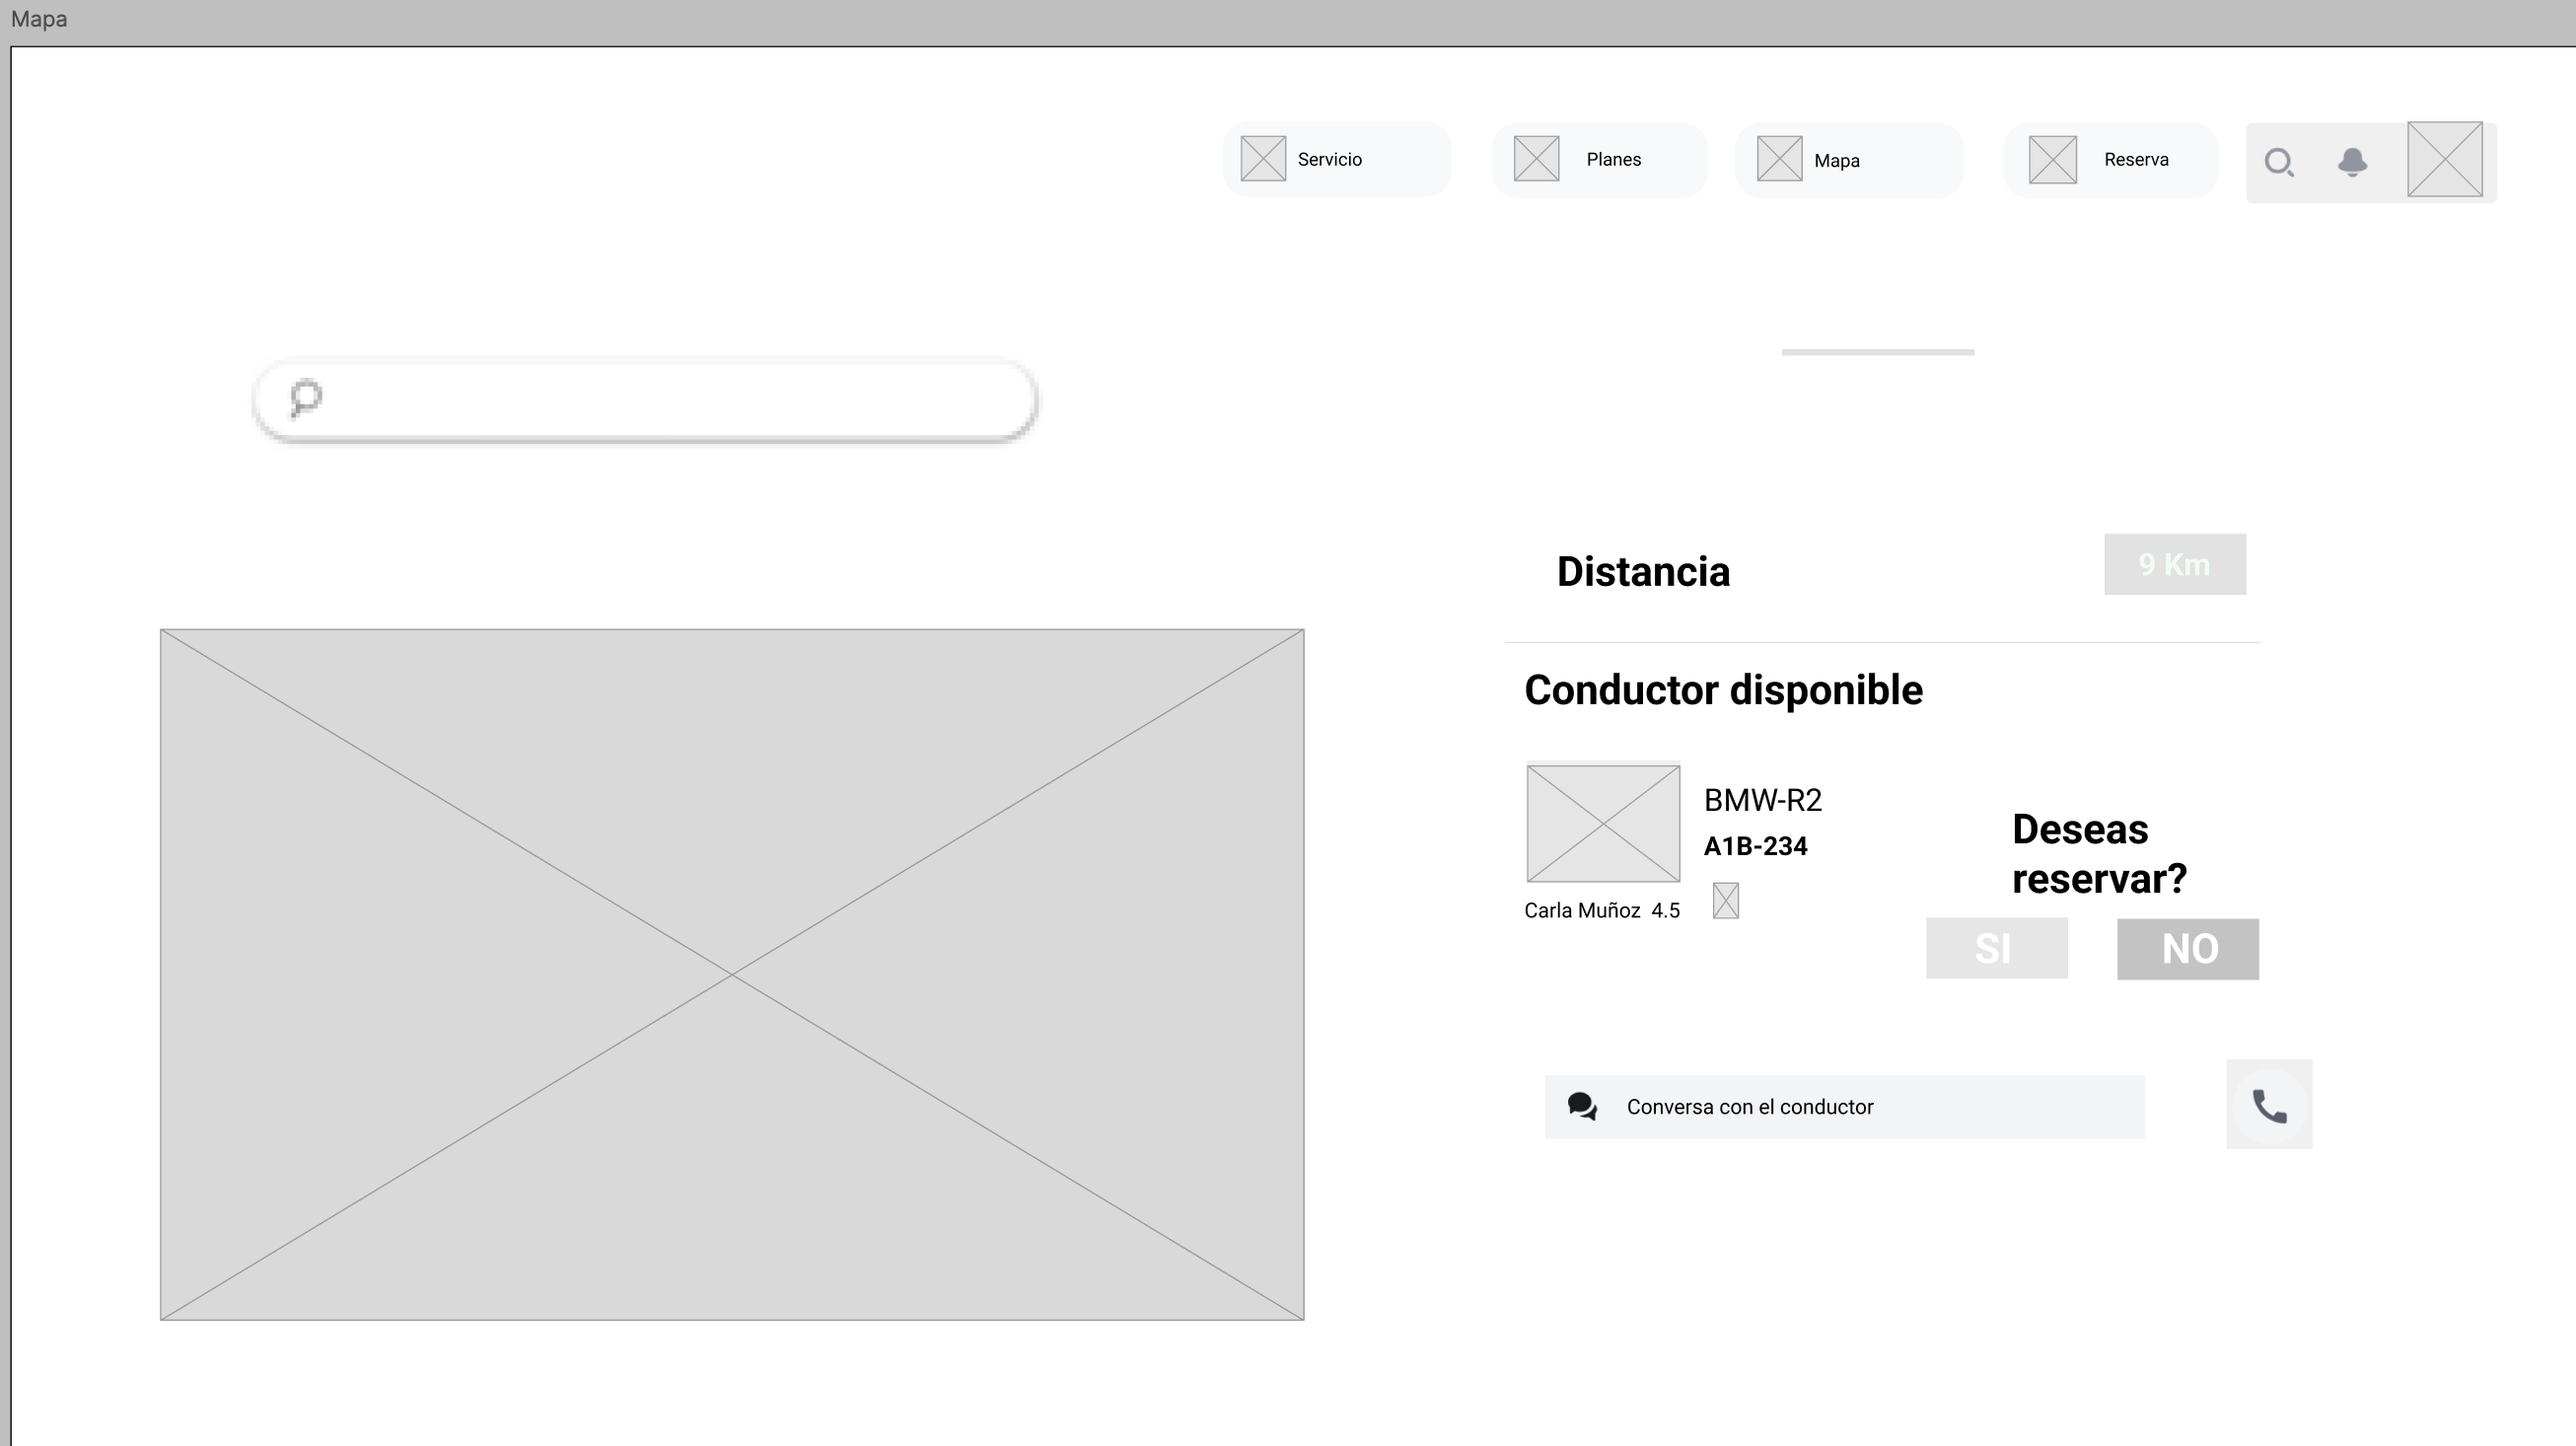 Mapa
Servicio
Planes
Mapa
Reserva
Distancia
9 Km
Conductor disponible
BMW-R2
A1B-234
Carla Muñoz 4.5
Deseas
reservar?
SI
NO
Conversa con el conductor